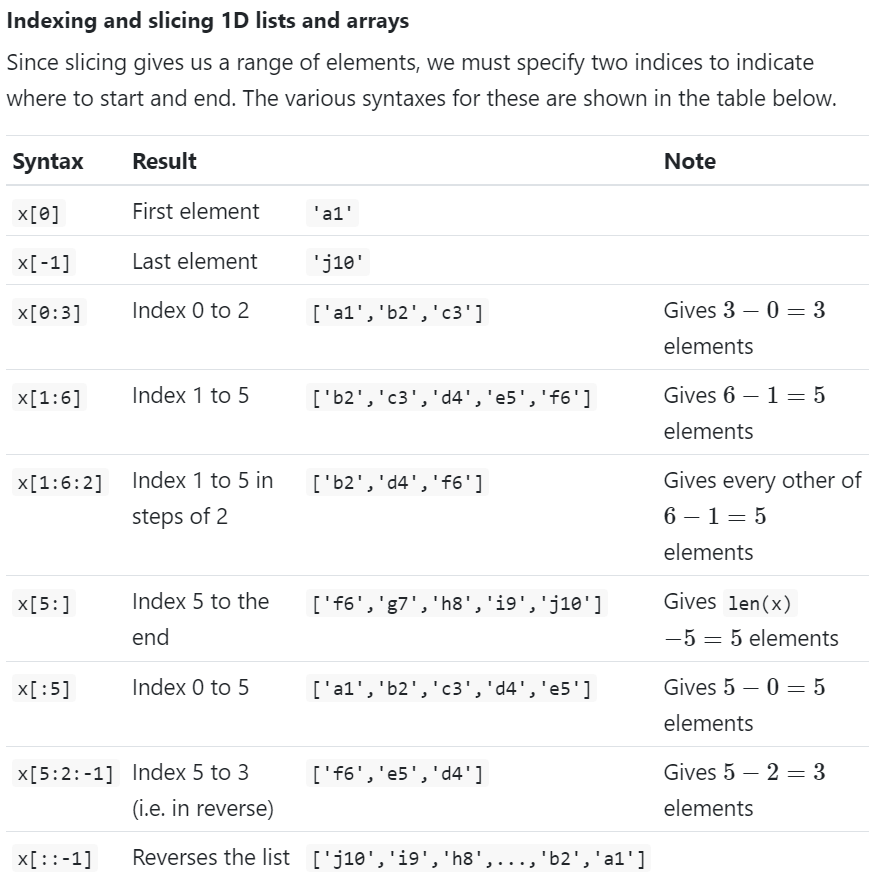 Indexing and slicing 1D lists and arrays
Since slicing gives us a range of elements, we must specify two indices to indicate
where to start and end. The various syntaxes for these are shown in the table below.
Syntax Result Note
x[0] First element 'a1'
x[-1] Last element 'j10'
x[0:3] Index 0 to 2 ['a1','b2','c3'] Gives 3 − 0 = 3
elements
x[1:6] Index 1 to 5 ['b2','c3','d4','e5','f6'] Gives 6 − 1 = 5
elements
x[1:6:2] Index 1 to 5 in ['b2','d4','f6'] Gives every other of
steps of 2 6 − 1 = 5
elements
x[5:] Index 5 to the ['f6','g7','h8','i9','j10'] Gives len(x)
end −5 = 5 elements
x[:5] Index 0 to 5 ['a1','b2','c3','d4','e5'] Gives 5 − 0 = 5
elements
x[5:2:-1] Index 5 to 3 ['f6','e5','d4'] Gives 5 − 2 = 3
(i.e. in reverse) elements
x[::-1] Reverses the list ['j10','i9','h8',...,'b2','a1']